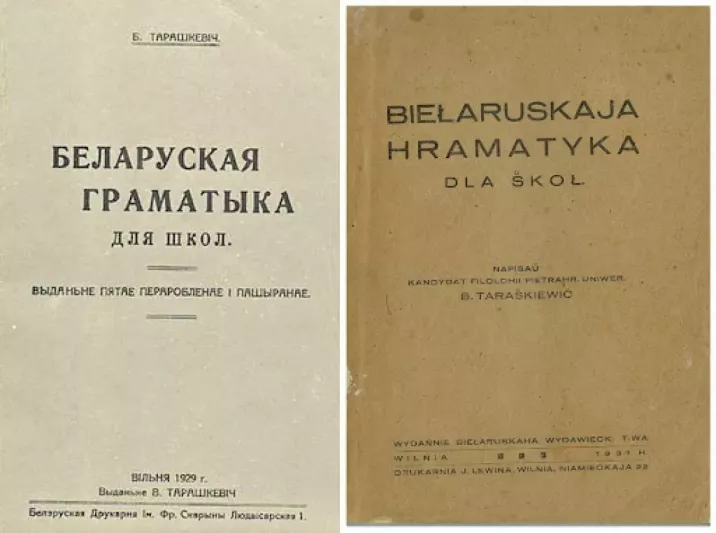 Б. ТАРАШКЕВІЧ.
БЕЛАРУСКАЯ
ГРАМАТЫКА
ДЛЯ ШКОЛ.
ВЫДАНЬНЕ ПЯТАЕ ПЕРАРОБЛЕНАЕ І ПАШЫРАНАЕ.
ВІЛЬНЯ 1929 г.
Выданьне В. ТАРАШКЕВІЧ
Беларуская Друкарня Ім. Фр. Скарыны Людвісарская 1.
BIEŁARUSKAJA
HRAMATYKA
DLA ŠKOŁ.
NAPISAŬ
KANDYDAT FILOLOHII PIETRAHR. UNIWER.
B. TARAŠKIEWIČ
WYDAŃNIE BIEŁARUSKAHA WYDAWIECK. T-WA
WILNIA 1931 H.
DRUKARNIA J. LEWINA, WILNIA, NIAMIECKAJA 22